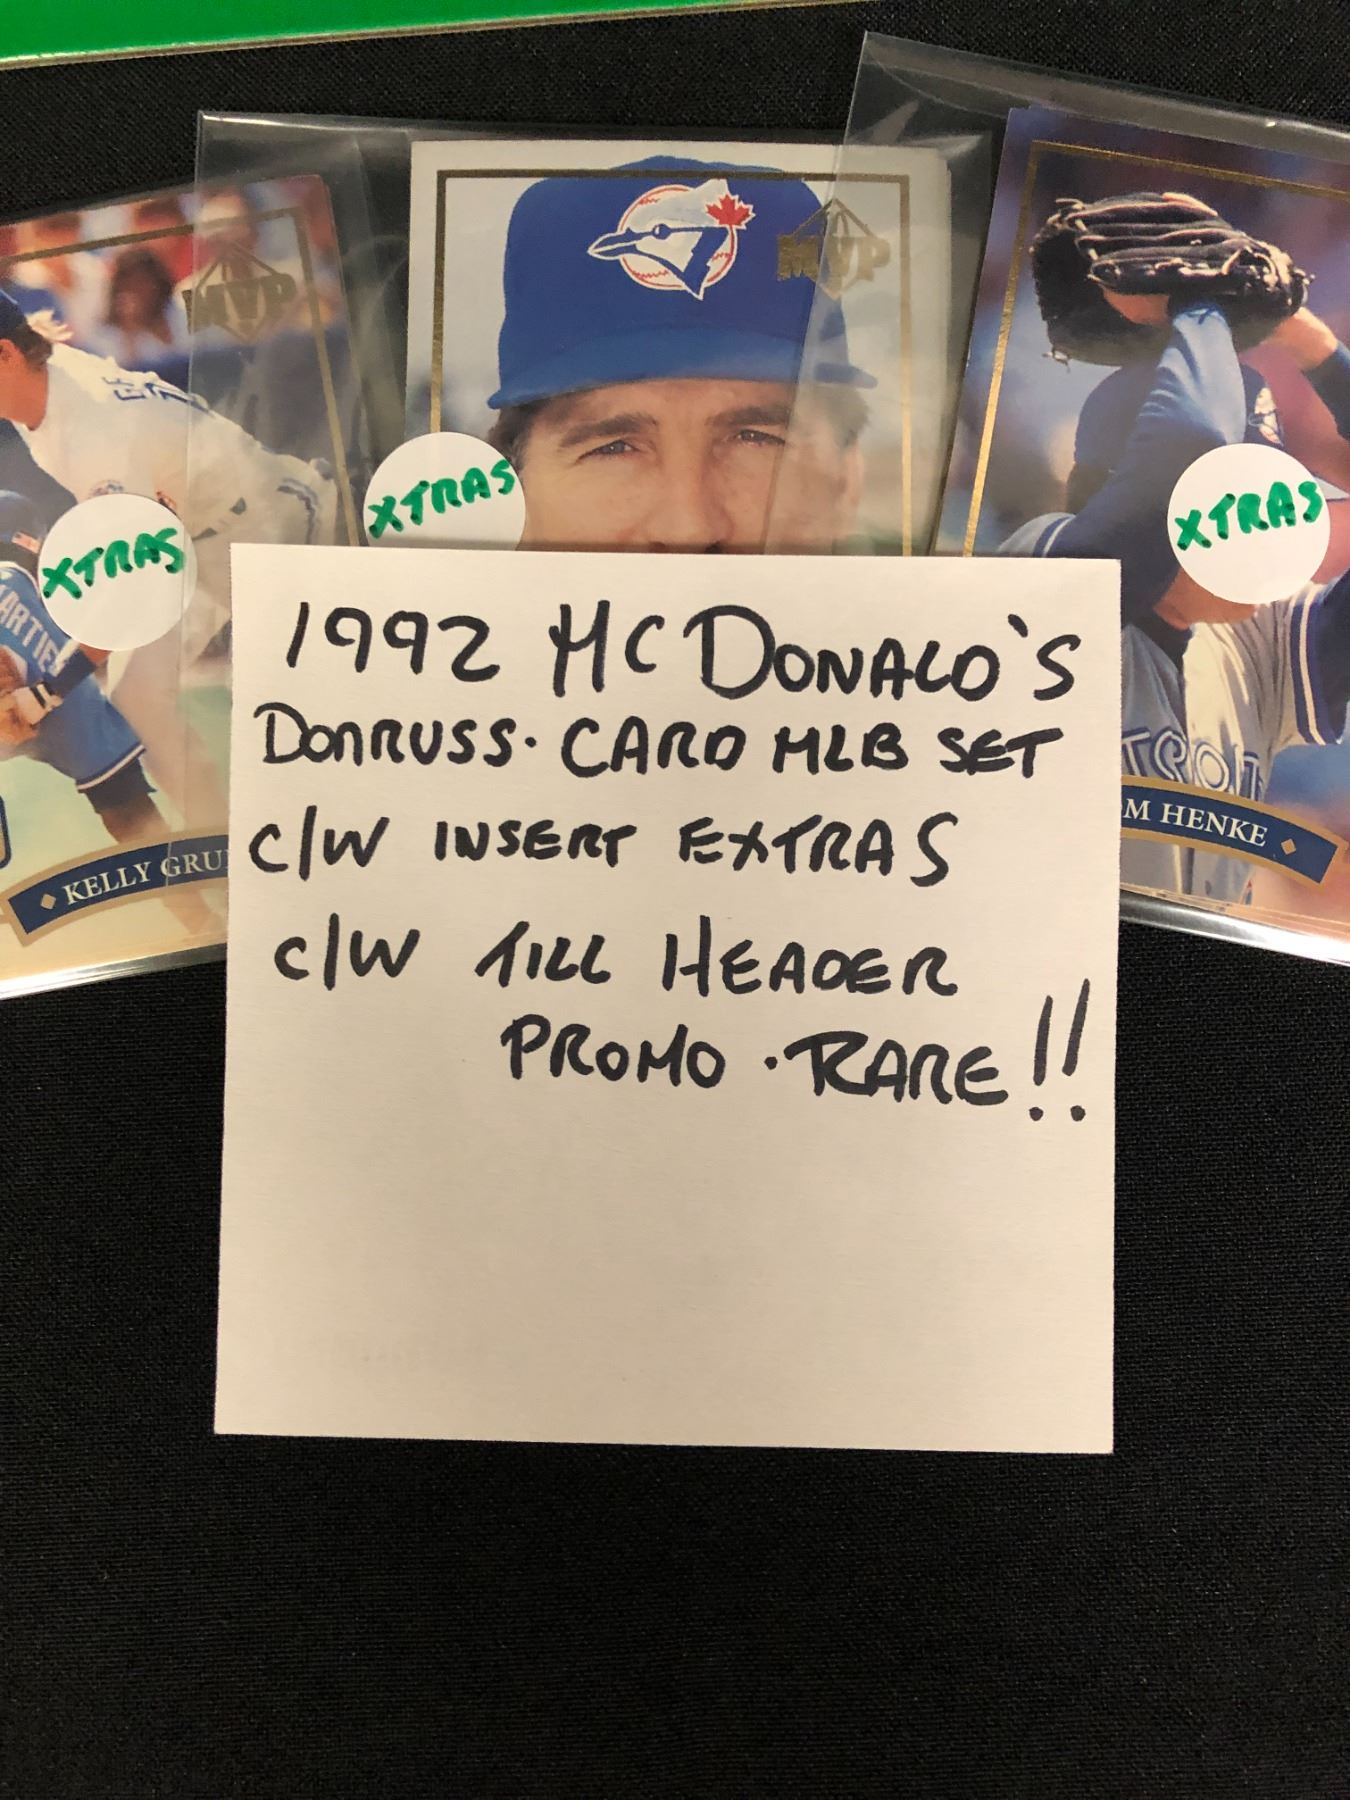 MVP
MVP
XTRAS
XTRAS
XTRAS
KELLY GRU
M HENKE
1992 McDONALD'S
DONRUSS. CARD MLB SET
C/W INSERT EXTRAS
C/W TILL HEADER
PROMO . RARE!!